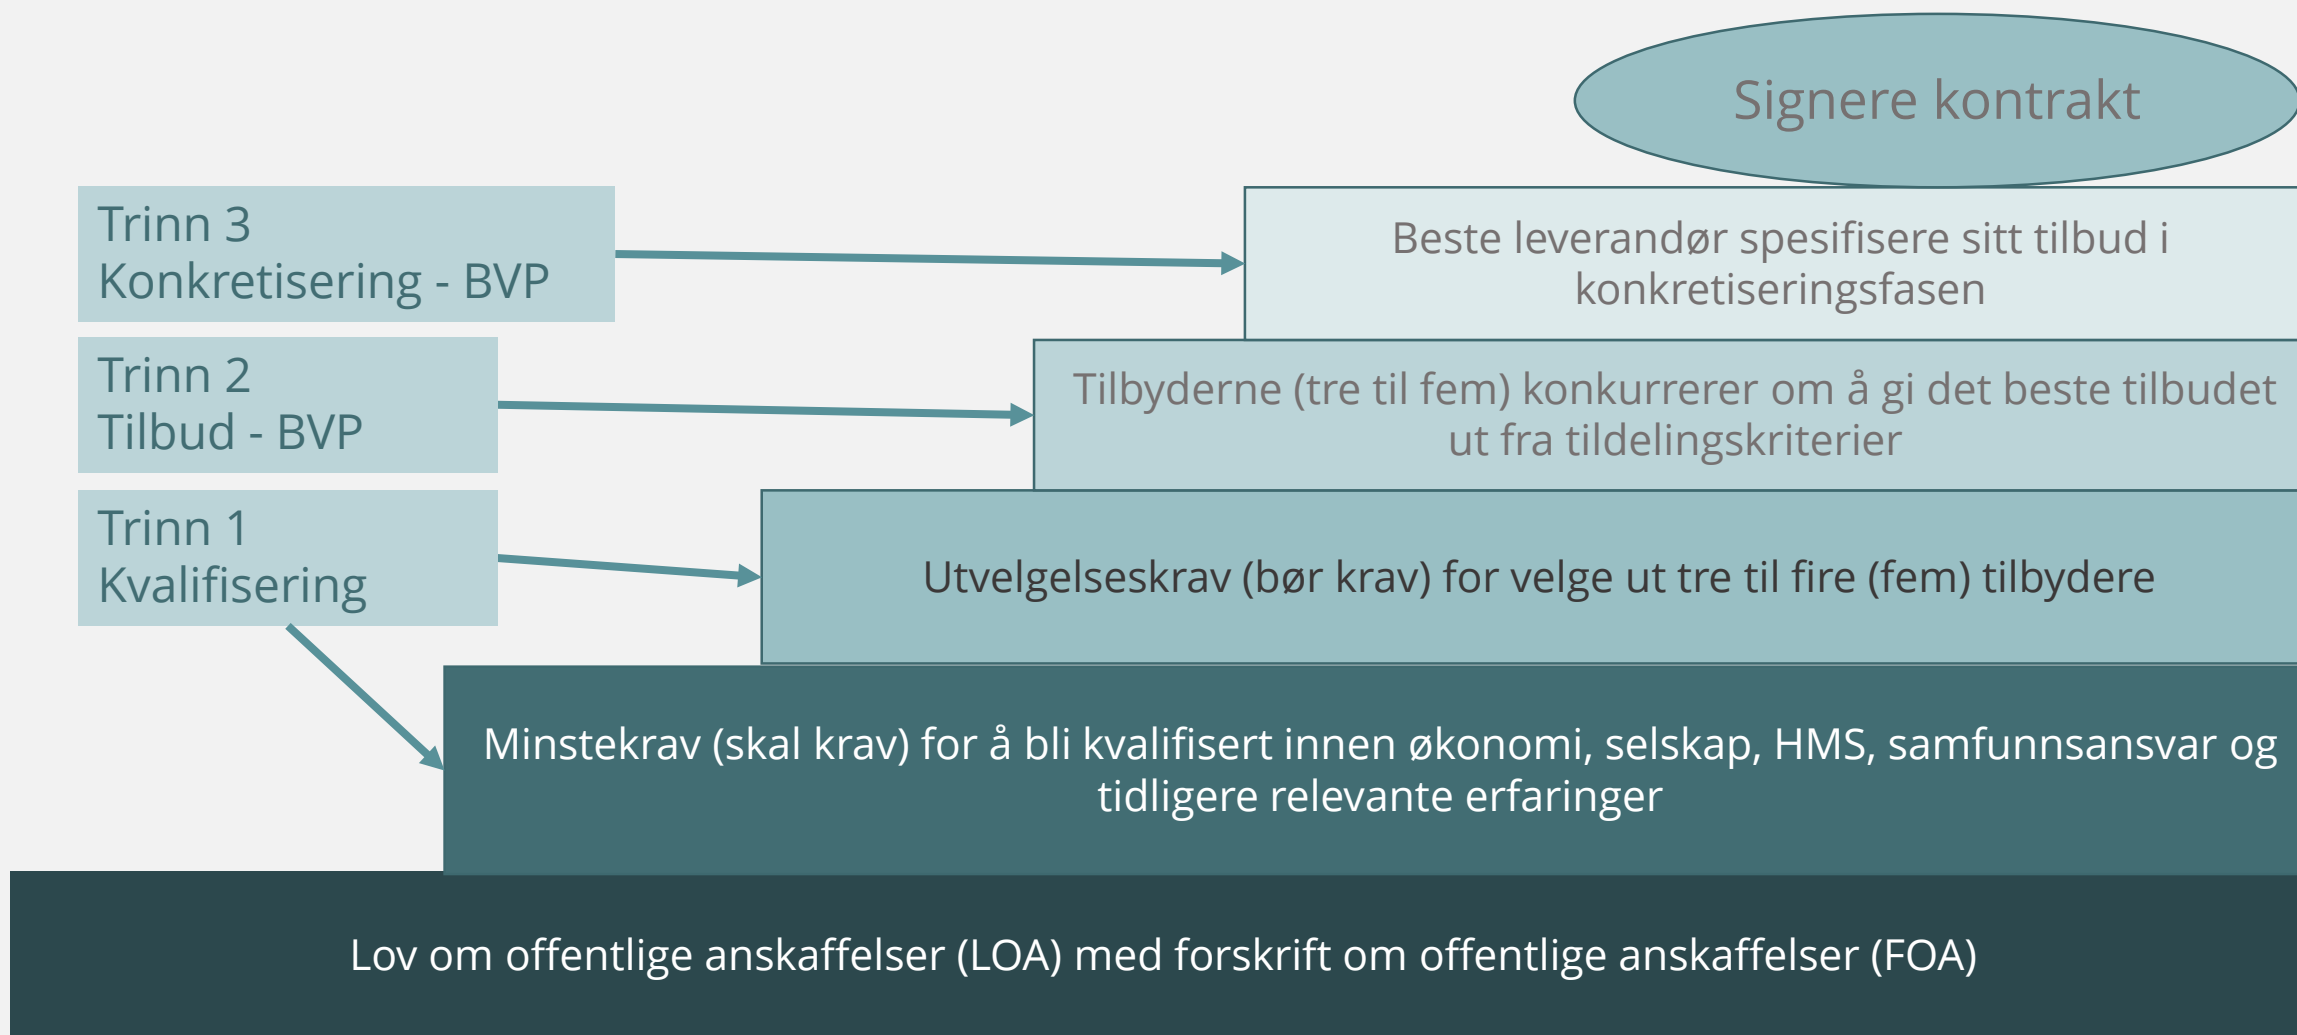 Signere kontrakt
Trinn 3
Konkretisering - BVP
Beste leverandør spesifisere sitt tilbud i
konkretiseringsfasen
Trinn 2
Tilbud - BVP
Tilbyderne (tre til fem) konkurrerer om å gi det beste tilbudet
ut fra tildelingskriterier
Trinn 1
Kvalifisering
Utvelgelseskrav (bør krav) for velge ut tre til fire (fem) tilbydere
Minstekrav (skal krav) for å bli kvalifisert innen økonomi, selskap, HMS, samfunnsansvar og
tidligere relevante erfaringer
Lov om offentlige anskaffelser (LOA) med forskrift om offentlige anskaffelser (FOA)